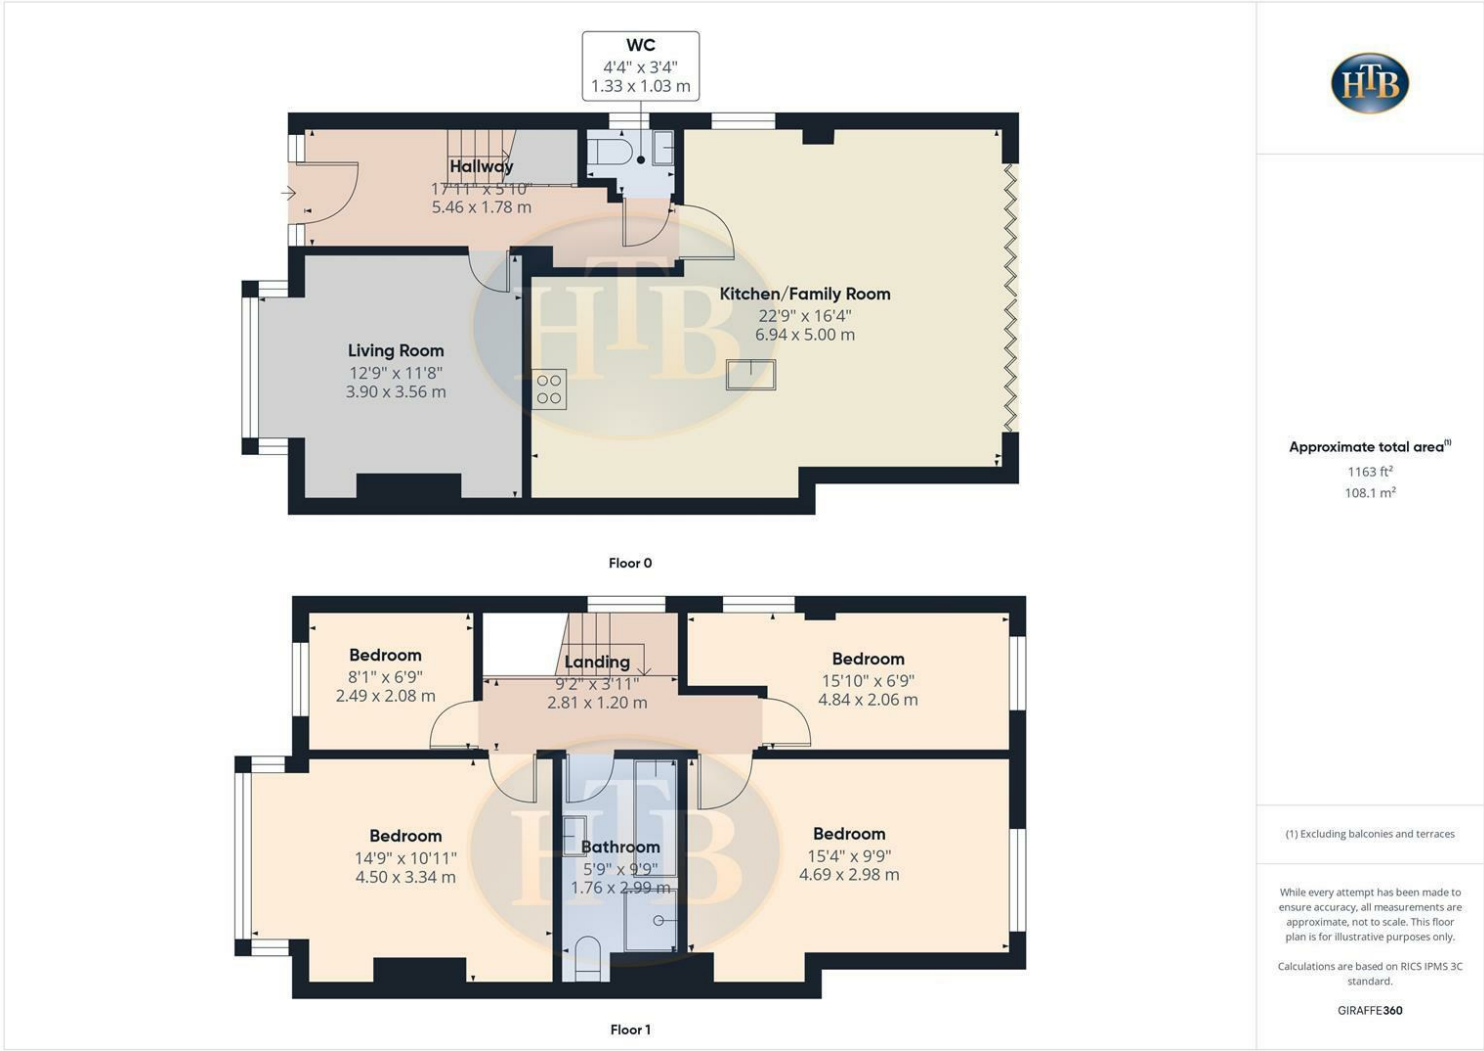 WC
4'4" x 3'4"
1.33 x 1.03 m
Hallway
17'11" x 5'10"
5.46 x 1.78 m
Kitchen/Family Room
22'9" x 16'4"
6.94 x 5.00 m
Living Room
12'9" x 11'8"
3.90 x 3.56 m
HTB
Floor 0
Bedroom
8'1" x 6'9"
2.49 x 2.08 m
Landing
9'2" x 3'11"
2.81 x 1.20 m
Bedroom
15'10" x 6'9"
4.84 x 2.06 m
Bedroom
14'9" x 10'11"
4.50 x 3.34 m
Bathroom
5'9" x 9'9"
1.76 x 2.99 m
Bedroom
15'4" x 9'9"
4.69 x 2.98 m
HTB
Floor 1
HTB
Approximate total area⁽¹⁾
1163 ft²
108.1 m²
(1) Excluding balconies and terraces
While every attempt has been made to
ensure accuracy, all measurements are
approximate, not to scale. This floor
plan is for illustrative purposes only.
Calculations are based on RICS IPMS 3C
standard.
GIRAFFE360